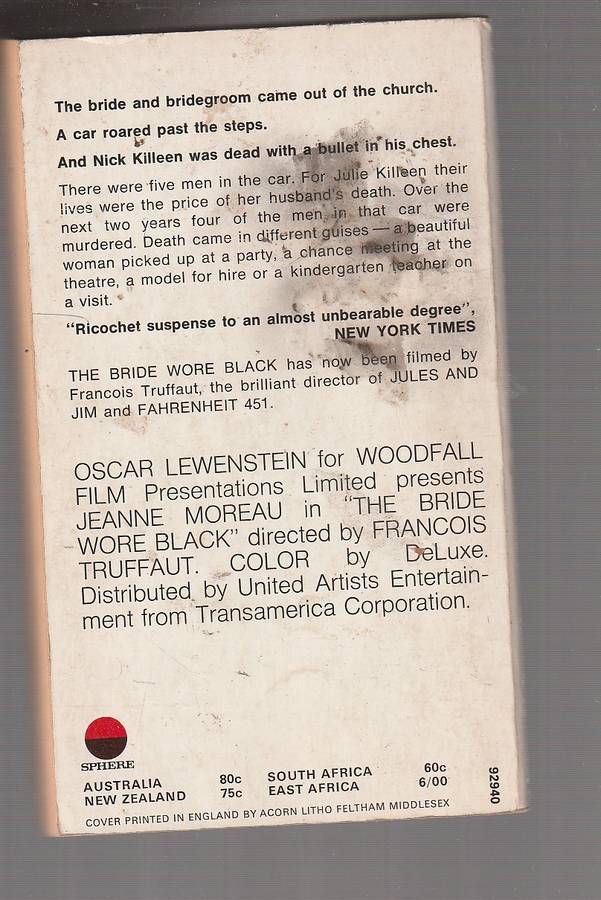 The bride and bridegroom came out of the church.
A car roared past the steps.
And Nick Killeen was dead with a bullet in his chest.
There were five men in the car. For Julie Killeen their
lives were the price of her husband's death. Over the
next two years four of the men in that car were
murdered. Death came in different guises — a beautiful
woman picked up at a party, a chance meeting at the
theatre, a model for hire or a kindergarten teacher on
a visit.
"Ricochet suspense to an almost unbearable degree",
NEW YORK TIMES
THE BRIDE WORE BLACK has now been filmed by
Francois Truffaut, the brilliant director of JULES AND
JIM and FAHRENHEIT 451.
OSCAR LEWENSTEIN for WOODFALL
FILM Presentations Limited presents
JEANNE MOREAU in "THE BRIDE
WORE BLACK" directed by FRANCOIS
TRUFFAUT. COLOR by DeLuxe.
Distributed by United Artists Entertain-
ment from Transamerica Corporation.
SPHERE
AUSTRALIA 80c SOUTH AFRICA 60c
NEW ZEALAND 75c EAST AFRICA 6/00
COVER PRINTED IN ENGLAND BY ACORN LITHO FELTHAM MIDDLESEX
92940